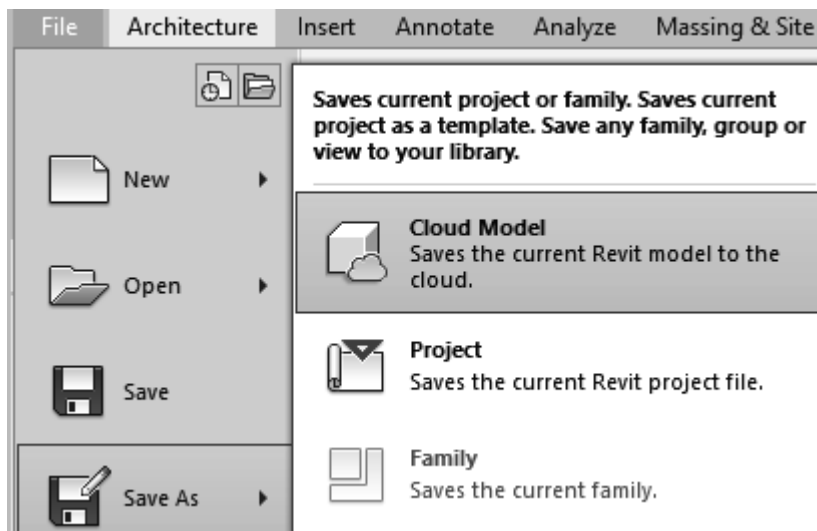 File Architecture Insert Annotate Analyze Massing & Site
Saves current project or family. Saves current
project as a template. Save any family, group or
view to your library.
New
Cloud Model
Saves the current Revit model to the
cloud.
Open
Project
Saves the current Revit project file.
Save
Family
Saves the current family.
Save As